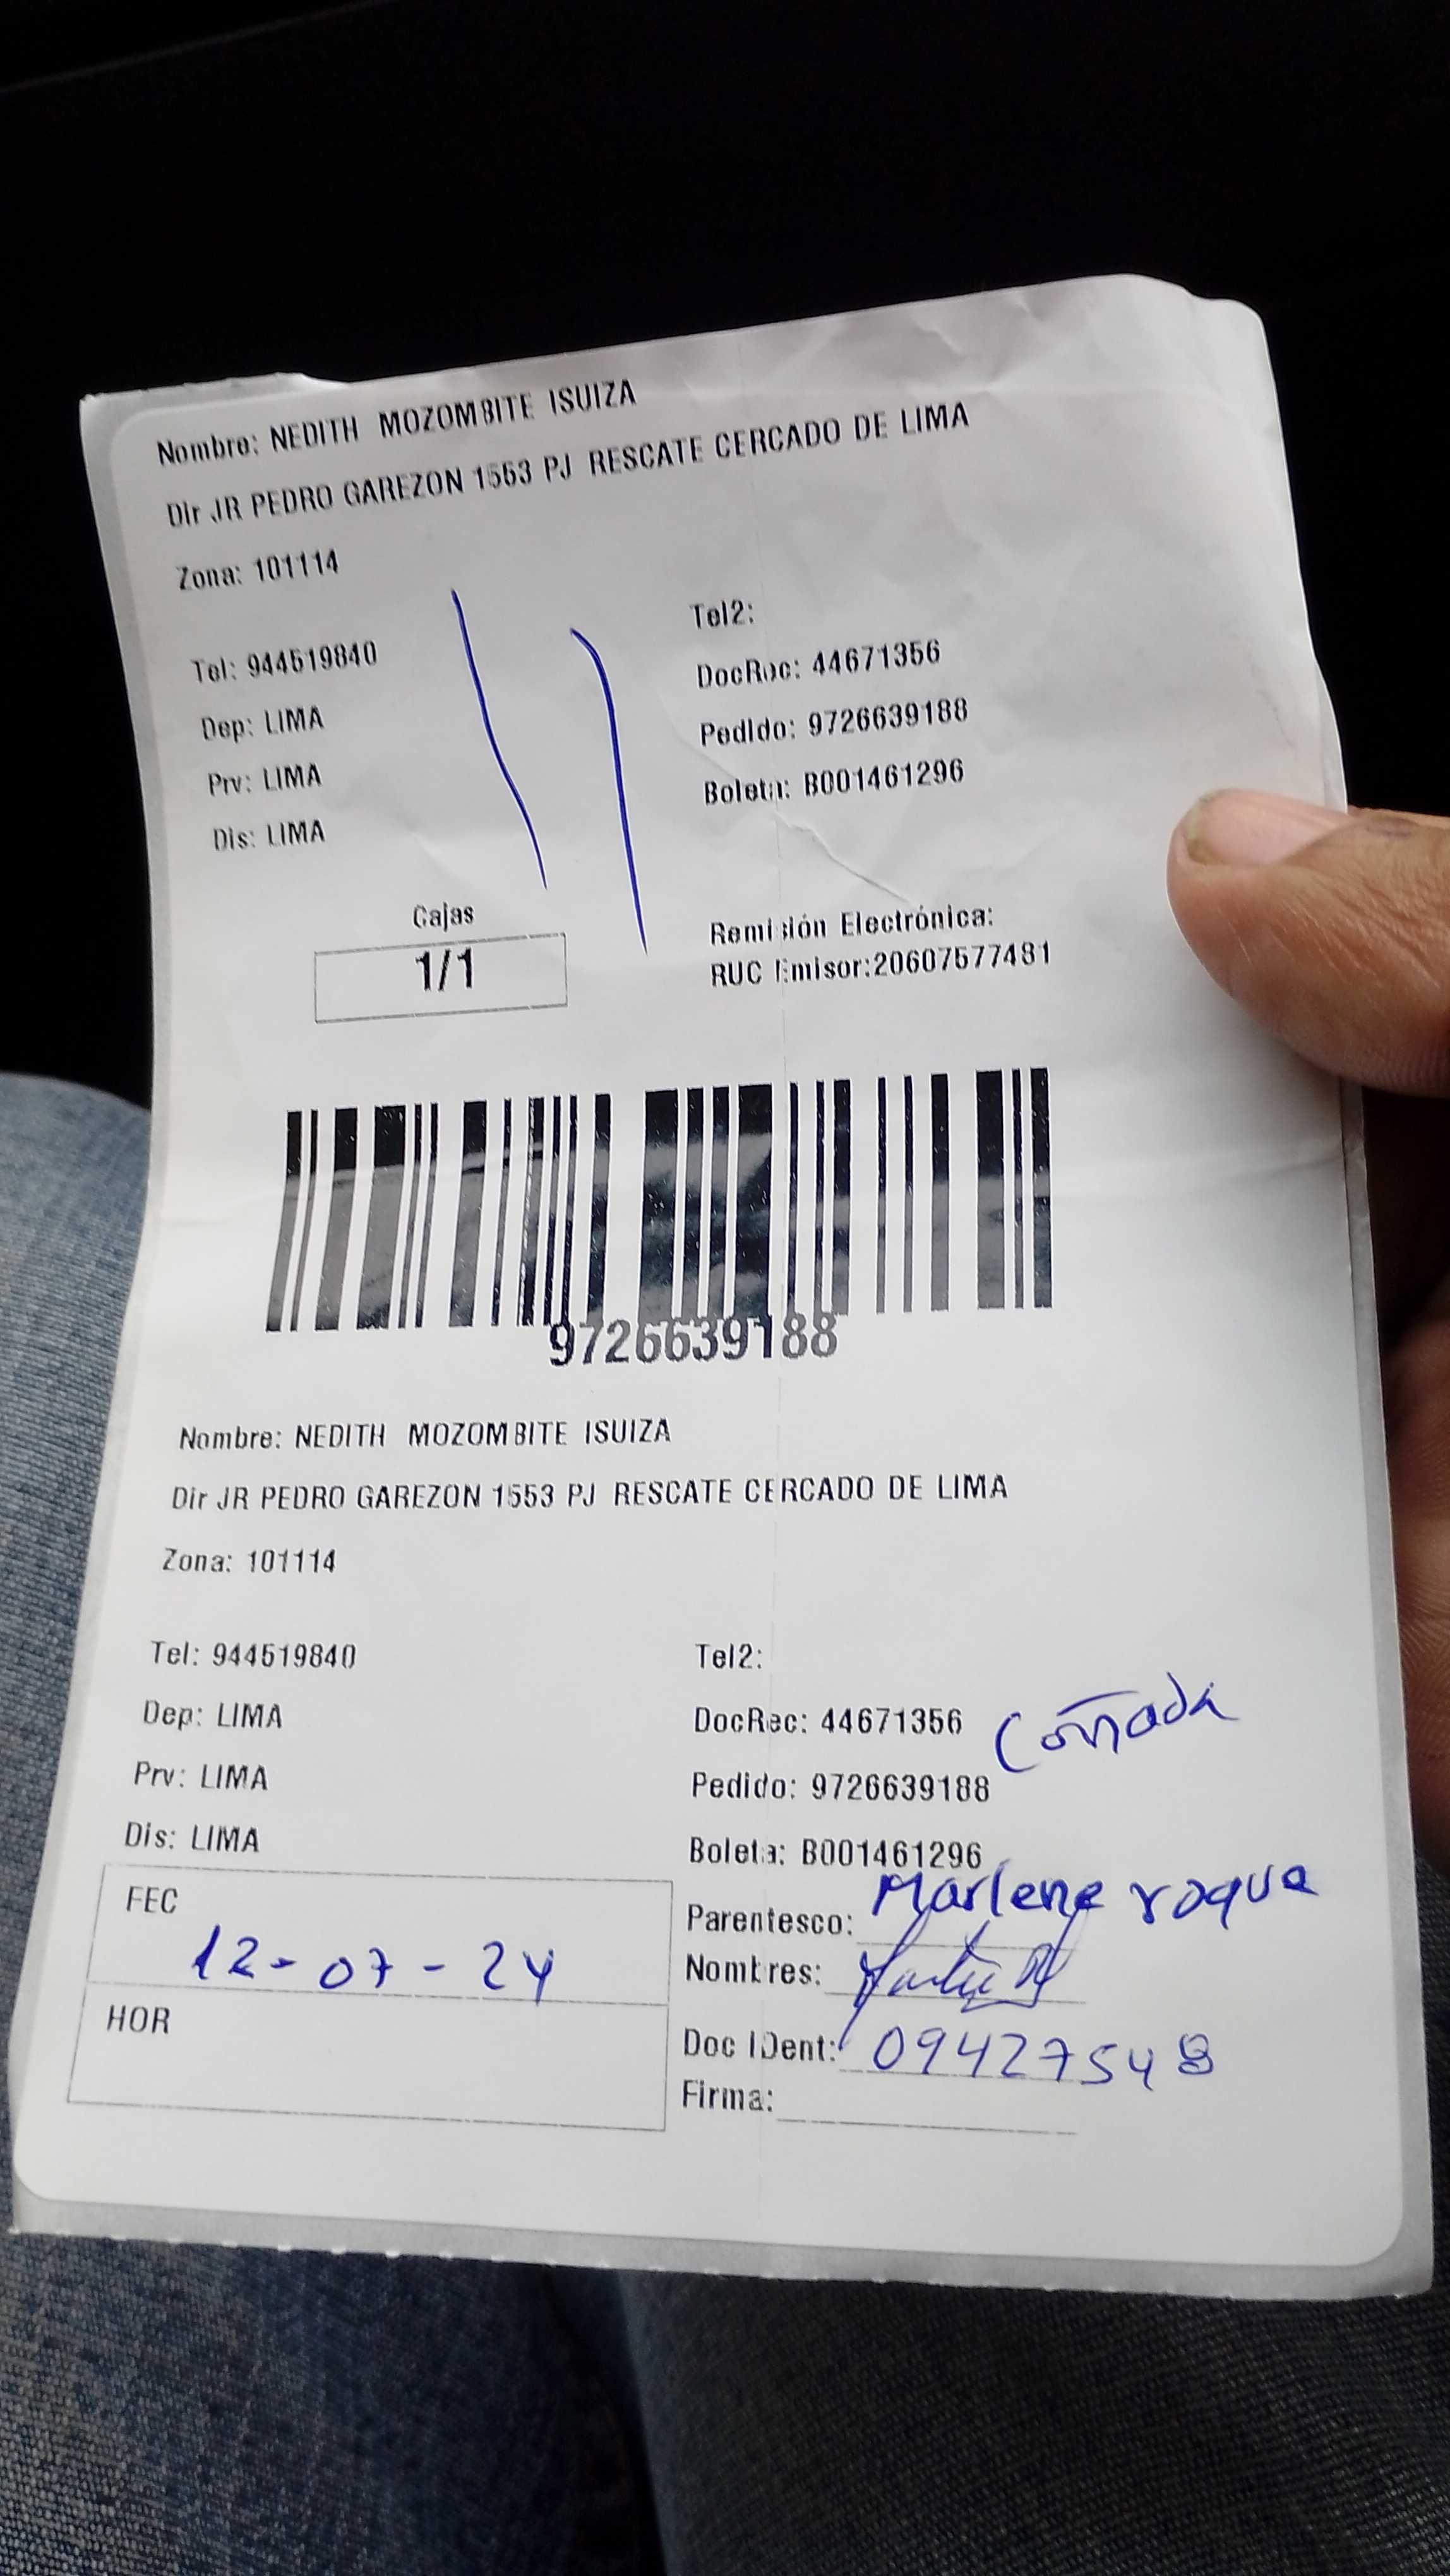 Nombre: NEDITH MOZOMBITE ISUIZA
Dir JR PEDRO GAREZON 1553 PJ RESCATE CERCADO DE LIMA
Zona: 101114
Tel2:
Tel: 944519840
DocRec: 44671356
Dep: LIMA
Pedido: 9726639188
Prv: LIMA
Boleta: B001461296
Dis: LIMA
Cajas
1/1
Remisión Electrónica:
RUC Emisor:20607577481
9726639188
Nombre: NEDITH MOZOMBITE ISUIZA
Dir JR PEDRO GAREZON 1553 PJ RESCATE CERCADO DE LIMA
Zona: 101114
Tel: 944519840
Tel2:
Dep: LIMA
DocRec: 44671356 Coñada
Prv: LIMA
Pedido: 9726639188
Dis: LIMA
Boleta: B001461296
FEC
12-07-24
HOR
Parentesco: Marlene roque
Nombres:
Doc IDent: 09427548
Firma: